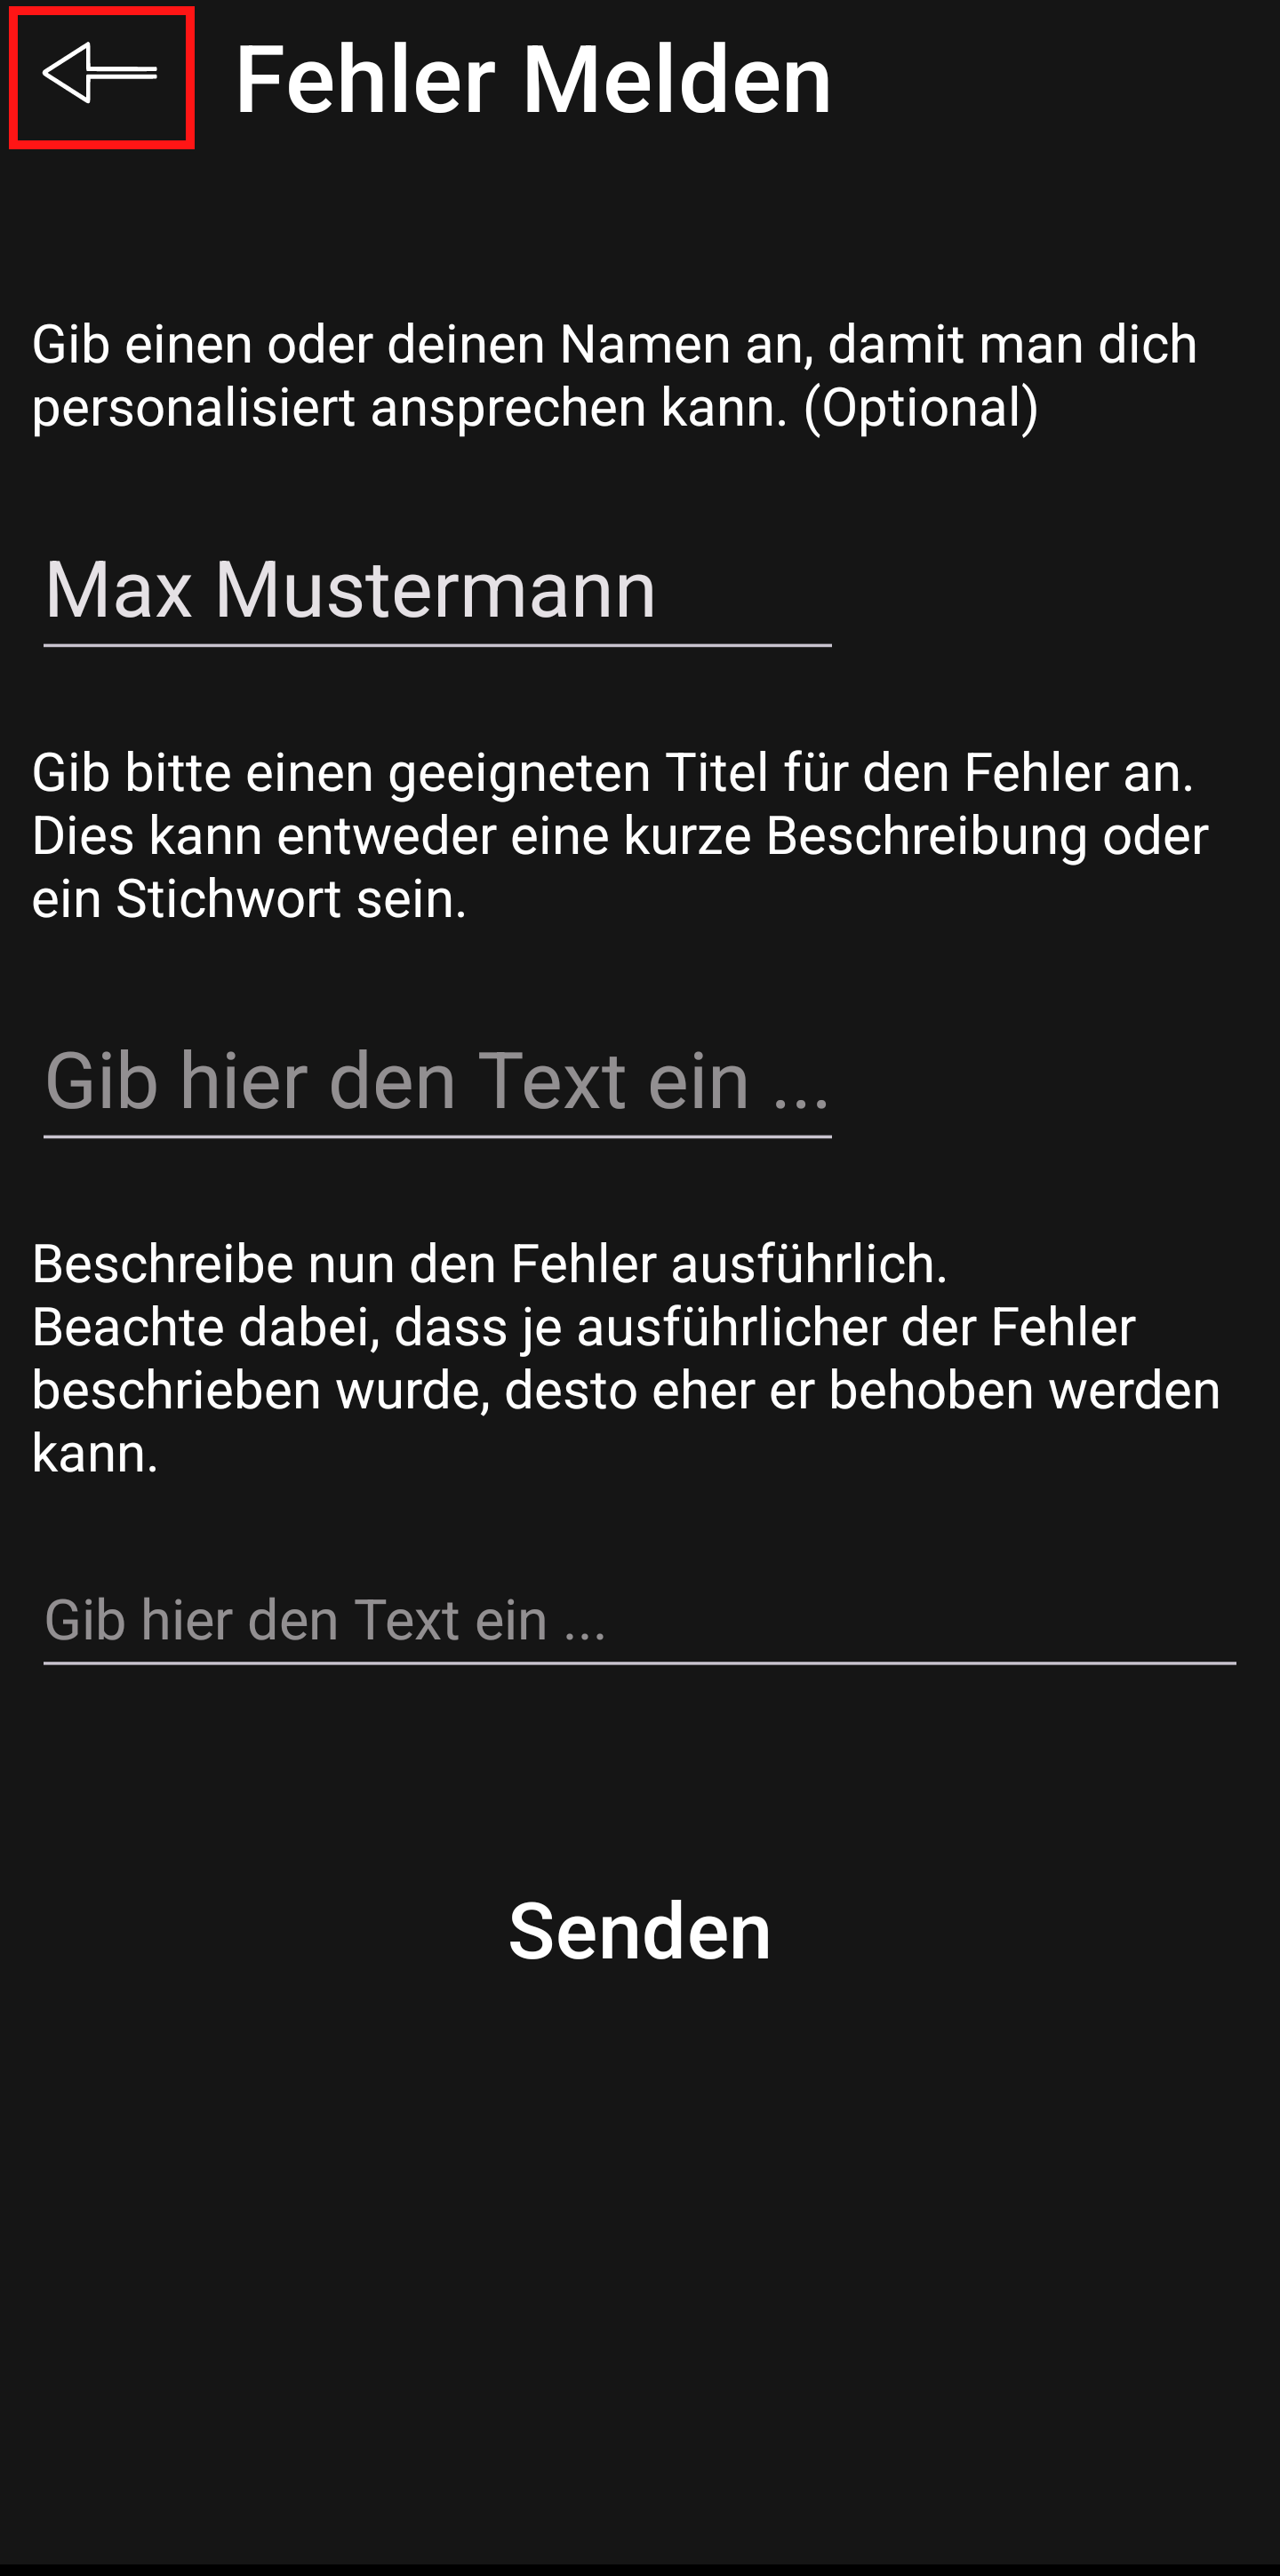 Fehler Melden
Gib einen oder deinen Namen an, damit man dich
personalisiert ansprechen kann. (Optional)
Max Mustermann
Gib bitte einen geeigneten Titel für den Fehler an.
Dies kann entweder eine kurze Beschreibung oder
ein Stichwort sein.
Gib hier den Text ein ...
Beschreibe nun den Fehler ausführlich.
Beachte dabei, dass je ausführlicher der Fehler
beschrieben wurde, desto eher er behoben werden
kann.
Gib hier den Text ein ...
Senden